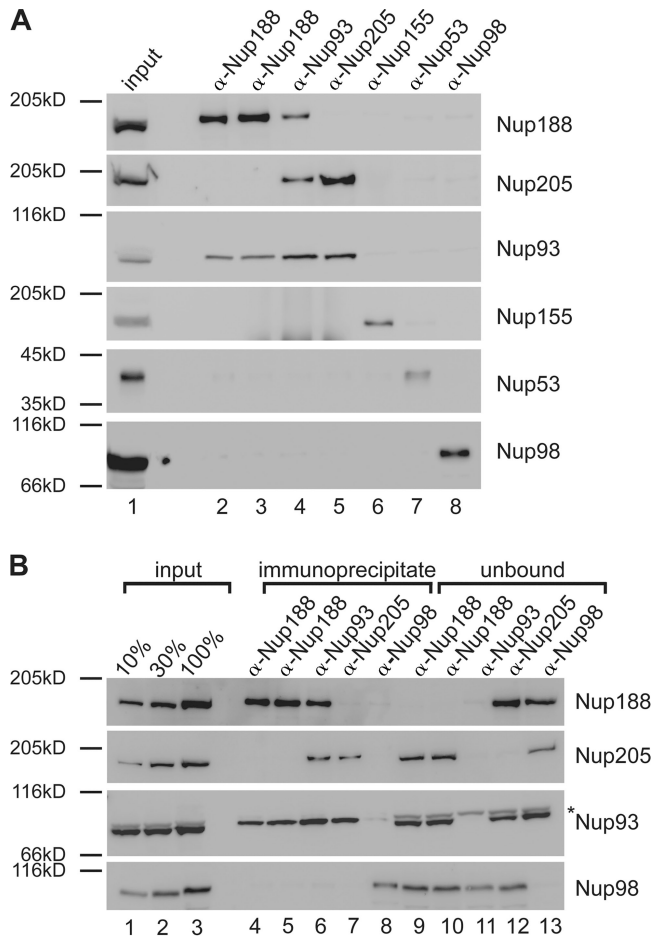 A
input α-Nup188 α-Nup188 α-Nup93 α-Nup205 α-Nup155 α-Nup53 α-Nup98
205kD Nup188
205kD Nup205
116kD Nup93
205kD Nup155
45kD Nup53
35kD
116kD Nup98
66kD
1 2 3 4 5 6 7 8
B
input immunoprecipitate unbound
10% 30% 100% α-Nup188 α-Nup188 α-Nup93 α-Nup205 α-Nup98 α-Nup188 α-Nup188 α-Nup93 α-Nup205 α-Nup98
205kD Nup188
205kD Nup205
116kD * Nup93
66kD
116kD Nup98
1 2 3 4 5 6 7 8 9 10 11 12 13